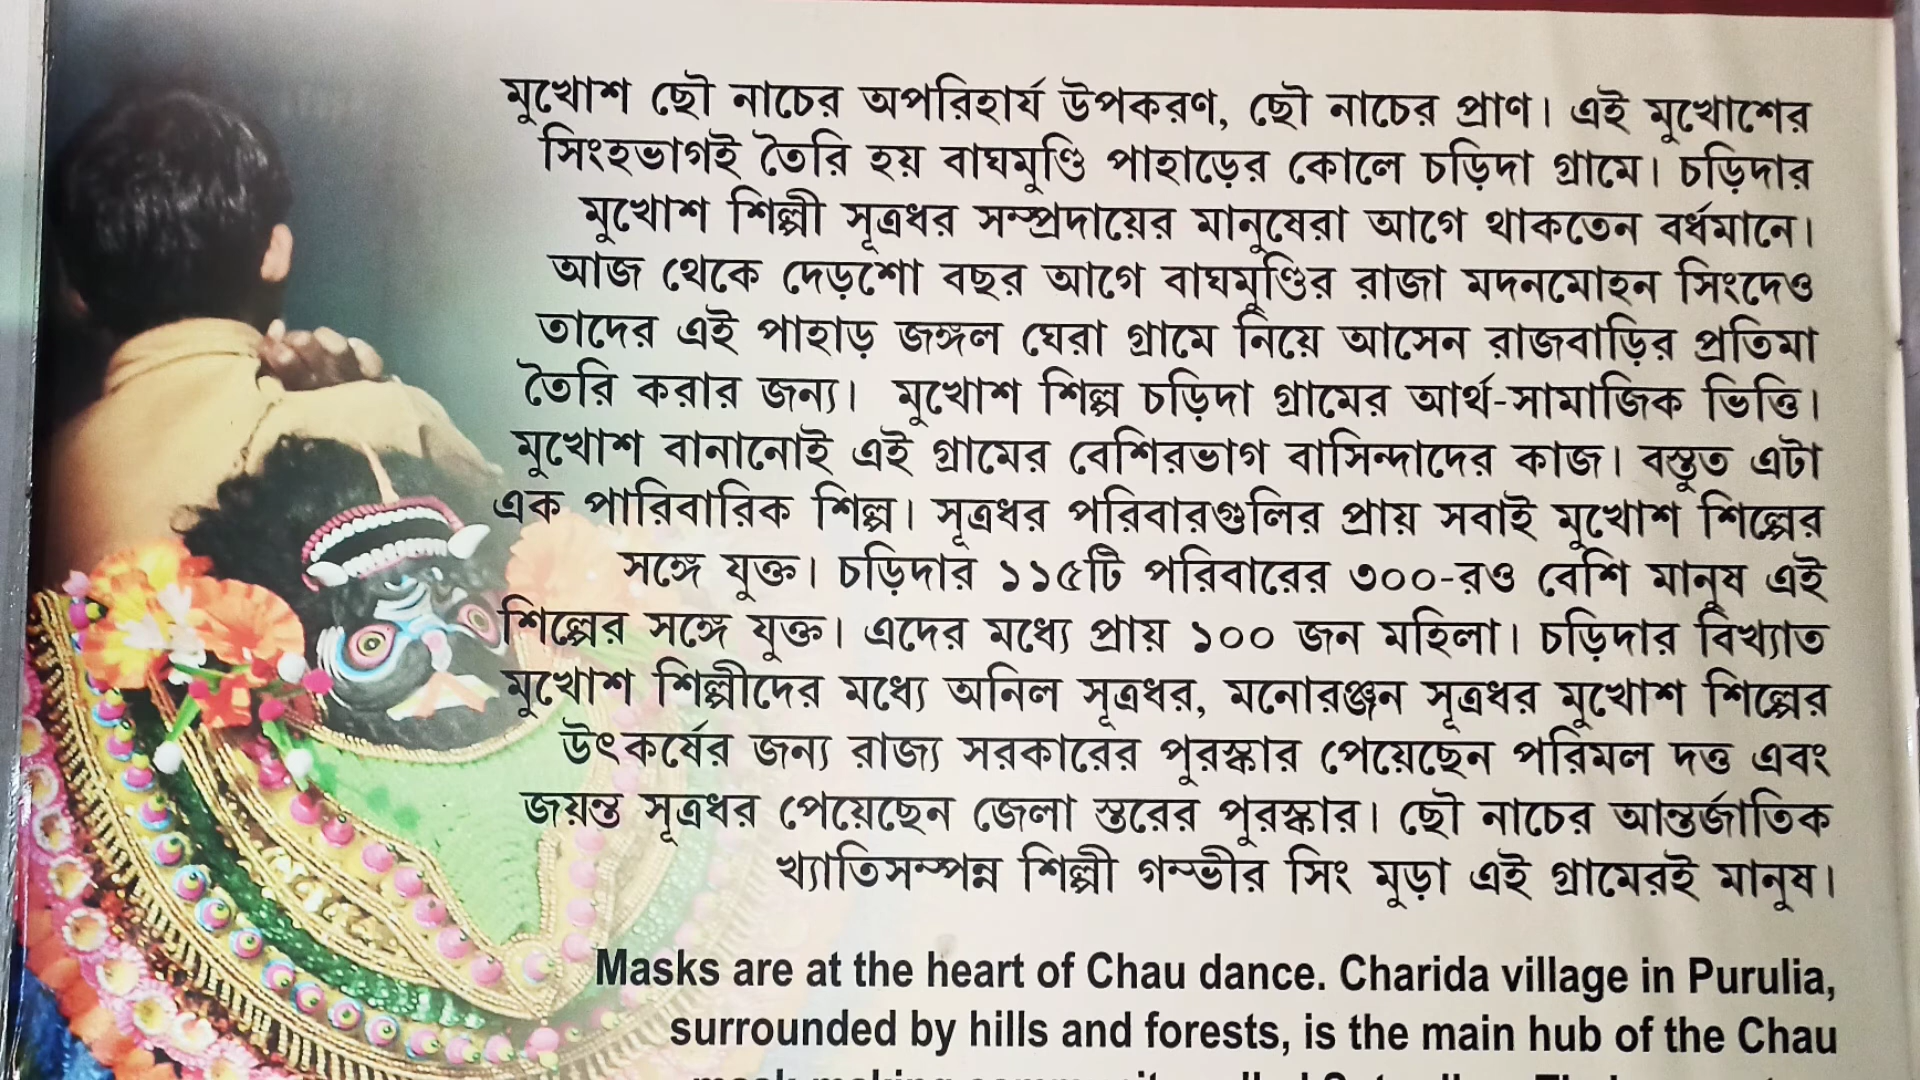 মুখোশ ছৌ নাচের অপরিহার্য উপকরণ, ছৌ নাচের প্রাণ। এই মুখোশের
সিংহভাগই তৈরি হয় বাঘমুণ্ডি পাহাড়ের কোলে চড়িদা গ্রামে। চড়িদার
মুখোশ শিল্পী সূত্রধর সম্প্রদায়ের মানুষেরা আগে থাকতেন বর্ধমানে।
আজ থেকে দেড়শো বছর আগে বাঘমুণ্ডির রাজা মদনমোহন সিংদেও
তাদের এই পাহাড় জঙ্গল ঘেরা গ্রামে নিয়ে আসেন রাজবাড়ির প্রতিমা
তৈরি করার জন্য। মুখোশ শিল্প চড়িদা গ্রামের আর্থ-সামাজিক ভিত্তি।
মুখোশ বানানোই এই গ্রামের বেশিরভাগ বাসিন্দাদের কাজ। বস্তুত এটা
এক পারিবারিক শিল্প। সূত্রধর পরিবারগুলির প্রায় সবাই মুখোশ শিল্পের
সঙ্গে যুক্ত। চড়িদার ১১৫টি পরিবারের ৩০০-রও বেশি মানুষ এই
শিল্পের সঙ্গে যুক্ত। এদের মধ্যে প্রায় ১০০ জন মহিলা। চড়িদার বিখ্যাত
মুখোশ শিল্পীদের মধ্যে অনিল সূত্রধর, মনোরঞ্জন সূত্রধর মুখোশ শিল্পের
উৎকর্ষের জন্য রাজ্য সরকারের পুরস্কার পেয়েছেন পরিমল দত্ত এবং
জয়ন্ত সূত্রধর পেয়েছেন জেলা স্তরের পুরস্কার। ছৌ নাচের আন্তর্জাতিক
খ্যাতিসম্পন্ন শিল্পী গম্ভীর সিং মুড়া এই গ্রামেরই মানুষ।
Masks are at the heart of Chau dance. Charida village in Purulia,
surrounded by hills and forests, is the main hub of the Chau